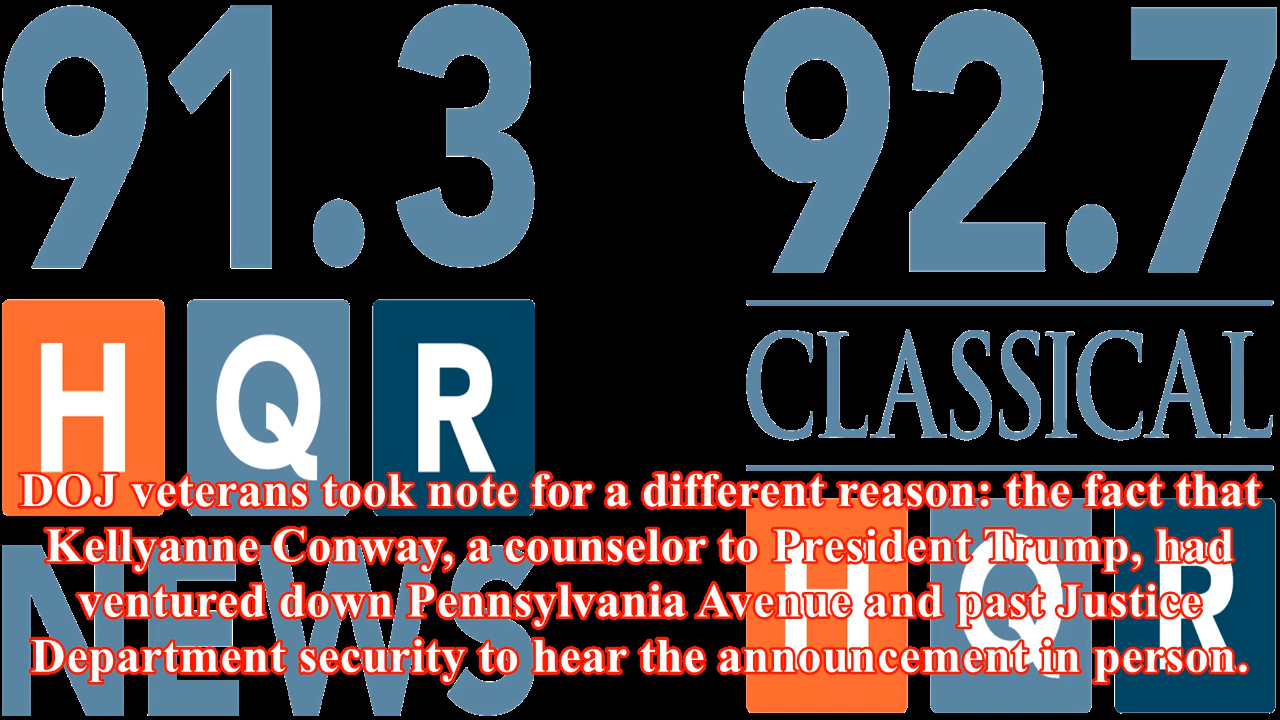 91.3
HQR
NEWS
92.7
CLASSICAL
HQR
DOJ veterans took note for a different reason: the fact that
Kellyanne Conway, a counselor to President Trump, had
ventured down Pennsylvania Avenue and past Justice
Department security to hear the announcement in person.